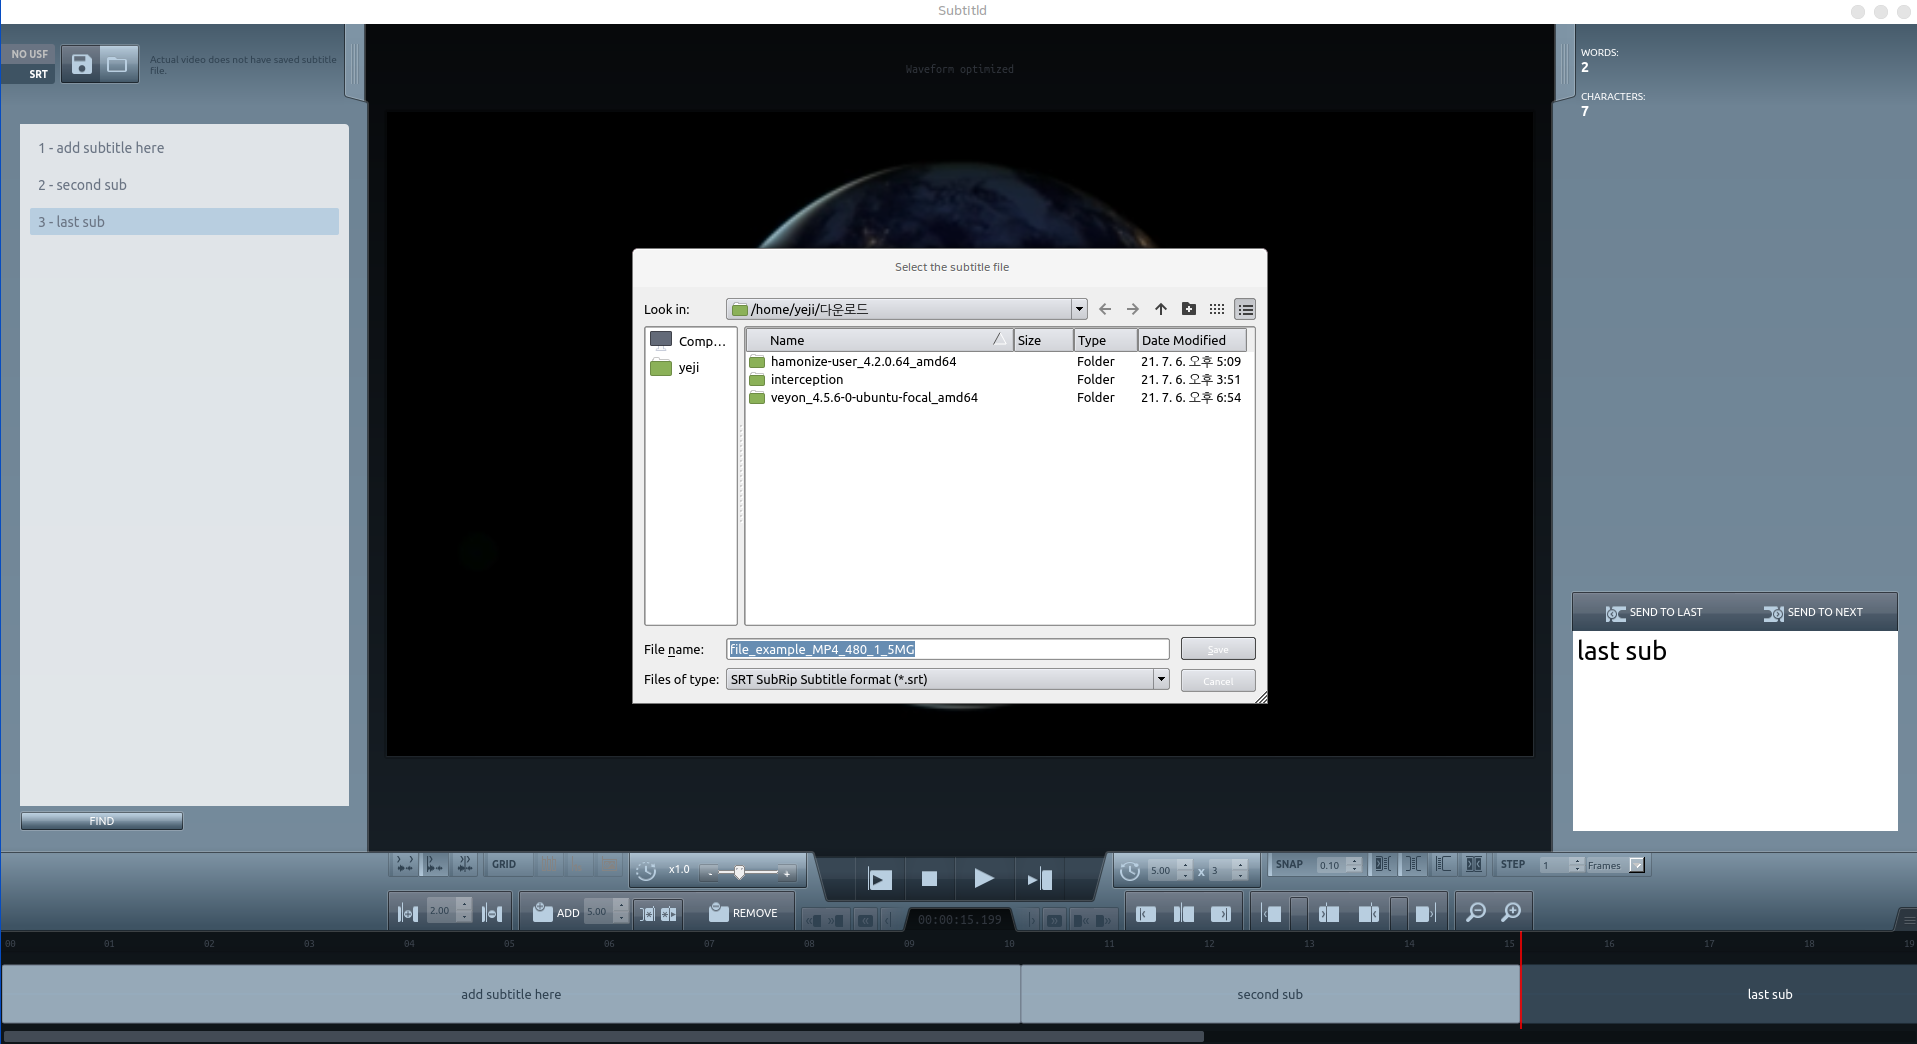 Subtitld
NO USF
SRT
Actual video does not have saved subtitle
file.
Waveform optimized
WORDS:
2
CHARACTERS:
7
1 - add subtitle here
2 - second sub
3 - last sub
FIND
Select the subtitle file
Look in:
/home/yeji/다운로드
Comp...
yeji
Name Size Type Date Modified
hamonize-user_4.2.0.64_amd64 Folder 21. 7. 6. 오후 5:09
interception Folder 21. 7. 6. 오후 3:51
veyon_4.5.6-0-ubuntu-focal_amd64 Folder 21. 7. 6. 오후 6:54
File name: file_example_MP4_480_1_5MG Save
Files of type: SRT SubRip Subtitle format (*.srt) Cancel
SEND TO LAST SEND TO NEXT
last sub
GRID x1.0 - + 5.00 x 3 SNAP 0.10 STEP 1 Frames
2.00 ADD 5.00 REMOVE 00:00:15.199
00 01 02 03 04 05 06 07 08 09 10 11 12 13 14 15 16 17 18 19
add subtitle here second sub last sub